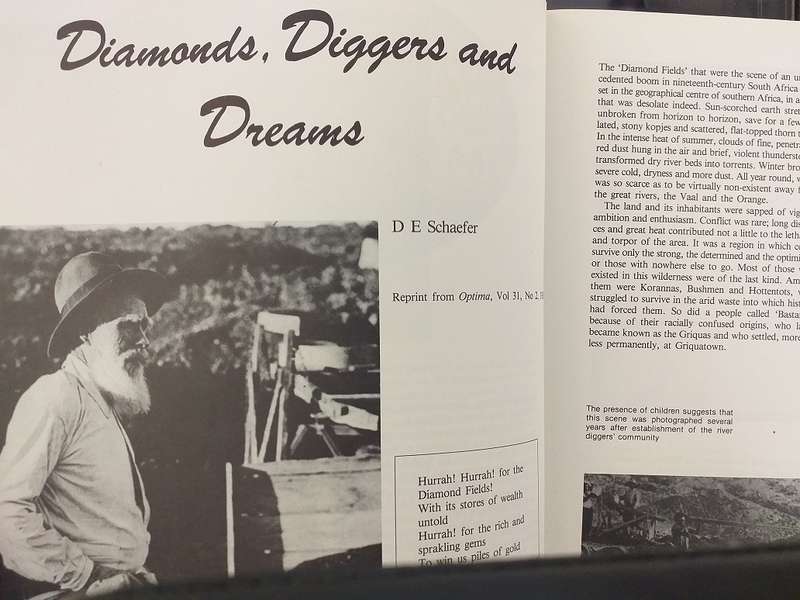 Diamonds, Diggers and
Dreams
D E Schaefer
Reprint from Optima, Vol 31, No 2,
Hurrah! Hurrah! for the
Diamond Fields!
With its stores of wealth
untold
Hurrah! for the rich and
sprakling gems
To win us piles of gold
The 'Diamond Fields' that were the scene of an
cedented boom in nineteenth-century South Africa
set in the geographical centre of southern Africa, in a
that was desolate indeed. Sun-scorched earth
unbroken from horizon to horizon, save for a few
lated, stony kopjes and scattered, flat-topped thorn
In the intense heat of summer, clouds of fine,
red dust hung in the air and brief, violent
transformed dry river beds into torrents. Winter
severe cold, dryness and more dust. All year round,
was so scarce as to be virtually non-existent away
the great rivers, the Vaal and the Orange.
The land and its inhabitants were sapped of
ambition and enthusiasm. Conflict was rare; long
ces and great heat contributed not a little to the
and torpor of the area. It was a region in which
survive only the strong, the determined and the
or those with nowhere else to go. Most of those
existed in this wilderness were of the last kind.
them were Korannas, Bushmen and Hottentots,
struggled to survive in the arid waste into which
had forced them. So did a people called
because of their racially confused origins, who
became known as the Griquas and who settled, more
less permanently, at Griquatown.
The presence of children suggests that
this scene was photographed several
years after establishment of the river
diggers' community